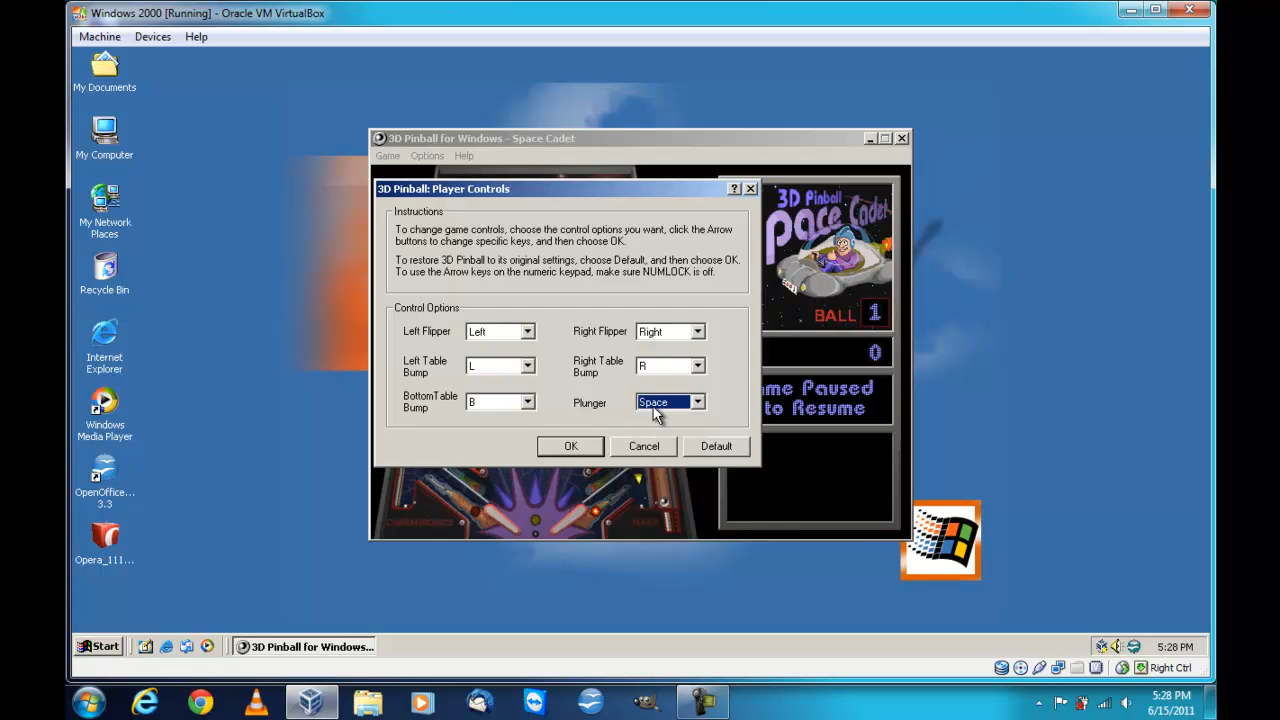 Windows 2000 [Running] - Oracle VM VirtualBox
Machine Devices Help
My Documents
My Computer
My Network
Places
Recycle Bin
Internet
Explorer
Windows
Media Player
OpenOffice...
3.3
Opera_111...
3D Pinball for Windows - Space Cadet
Game Options Help
3D Pinball: Player Controls
Instructions
To change game controls, choose the control options you want, click the Arrow
buttons to change specific keys, and then choose OK.
To restore 3D Pinball to its original settings, choose Default, and then choose OK.
To use the Arrow keys on the numeric keypad, make sure NUMLOCK is off.
Control Options
Left Flipper Left Right Flipper Right
Left Table
Bump L Right Table
Bump R
BottomTable
Bump B Plunger Space
OK Cancel Default
3D Pinball
pace Cadet
BALL 1
0
ame Paused
to Resume
Start 3D Pinball for Windows... 5:28 PM
Right Ctrl
5:28 PM
6/15/2011